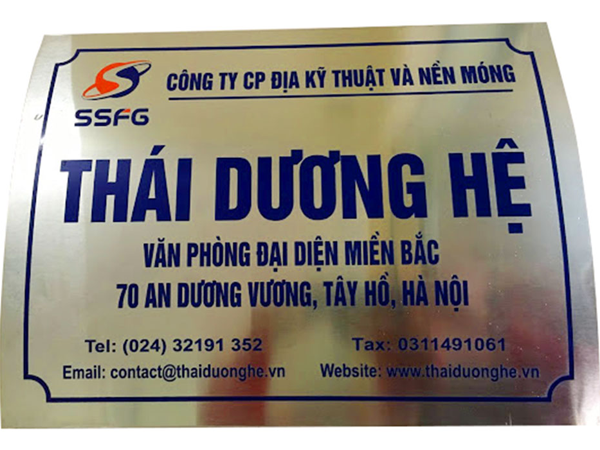 SSFG
CÔNG TY CP ĐỊA KỸ THUẬT VÀ NỀN MÓNG
THÁI DƯƠNG HỆ
VĂN PHÒNG ĐẠI DIỆN MIỀN BẮC
70 AN DƯƠNG VƯƠNG, TÂY HỒ, HÀ NỘI
Tel: (024) 32191 352 Tax: 0311491061
Email: contact@thaiduonghe.vn Website: www.thaiduonghe.vn